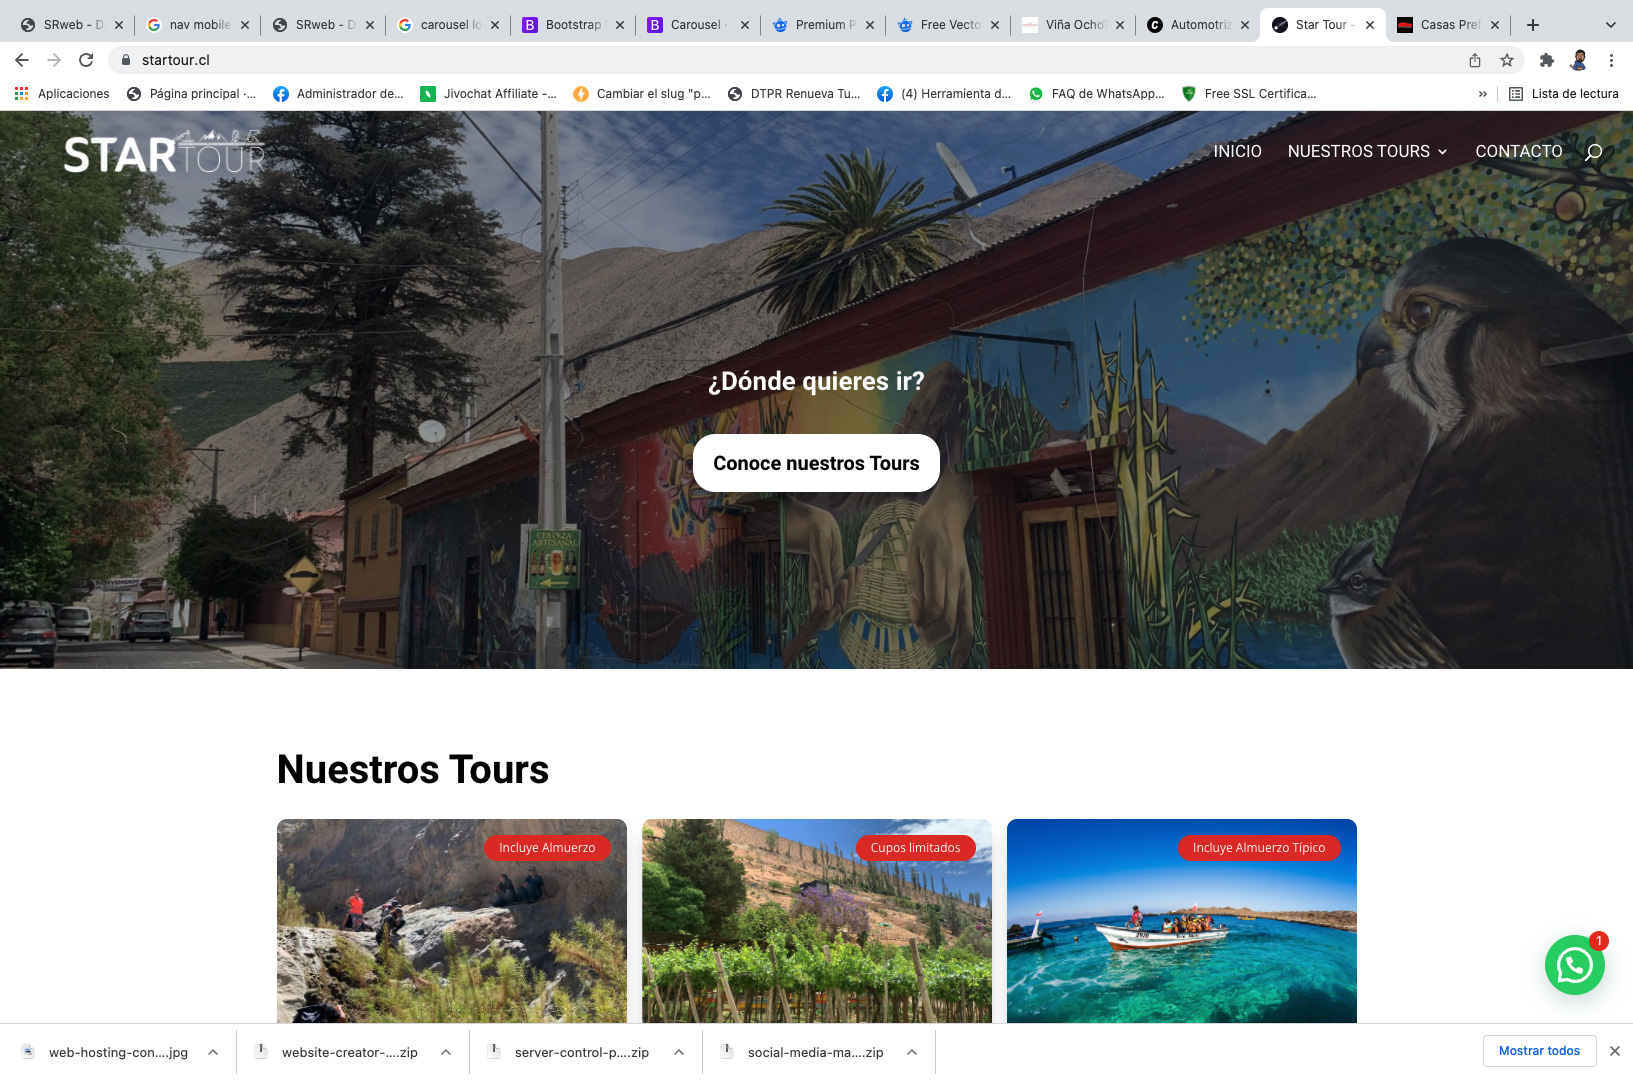 SRweb - D
nav mobile
SRweb - D
carousel lo
Bootstrap
Carousel ·
Premium P
Free Vecto
Viña Ocho
Automotriz
Star Tour -
Casas Pref
startour.cl
Aplicaciones
Página principal ·...
Administrador de...
Jivochat Affiliate -...
Cambiar el slug "p...
DTPR Renueva Tu...
(4) Herramienta d...
FAQ de WhatsApp...
Free SSL Certifica...
»
Lista de lectura
STARTOUR
INICIO
NUESTROS TOURS
CONTACTO
¿Dónde quieres ir?
Conoce nuestros Tours
CERVEZA
ARTESANAL
Nuestros Tours
Incluye Almuerzo
Cupos limitados
Incluye Almuerzo Típico
1
web-hosting-con....jpg
website-creator-....zip
server-control-p....zip
social-media-ma....zip
Mostrar todos